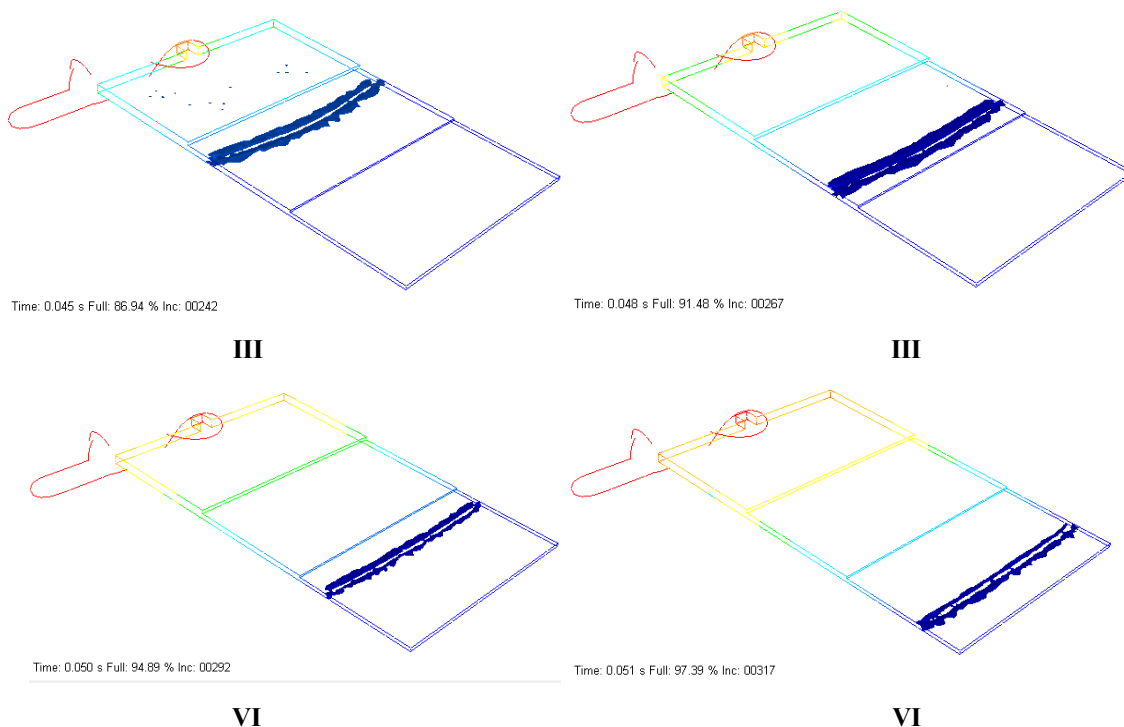 Time: 0.045 s Full: 86.94 % Inc: 00242
Time: 0.048 s Full: 91.48 % Inc: 00267
III
III
Time: 0.050 s Full: 94.89 % Inc: 00292
Time: 0.051 s Full: 97.39 % Inc: 00317
VI
VI